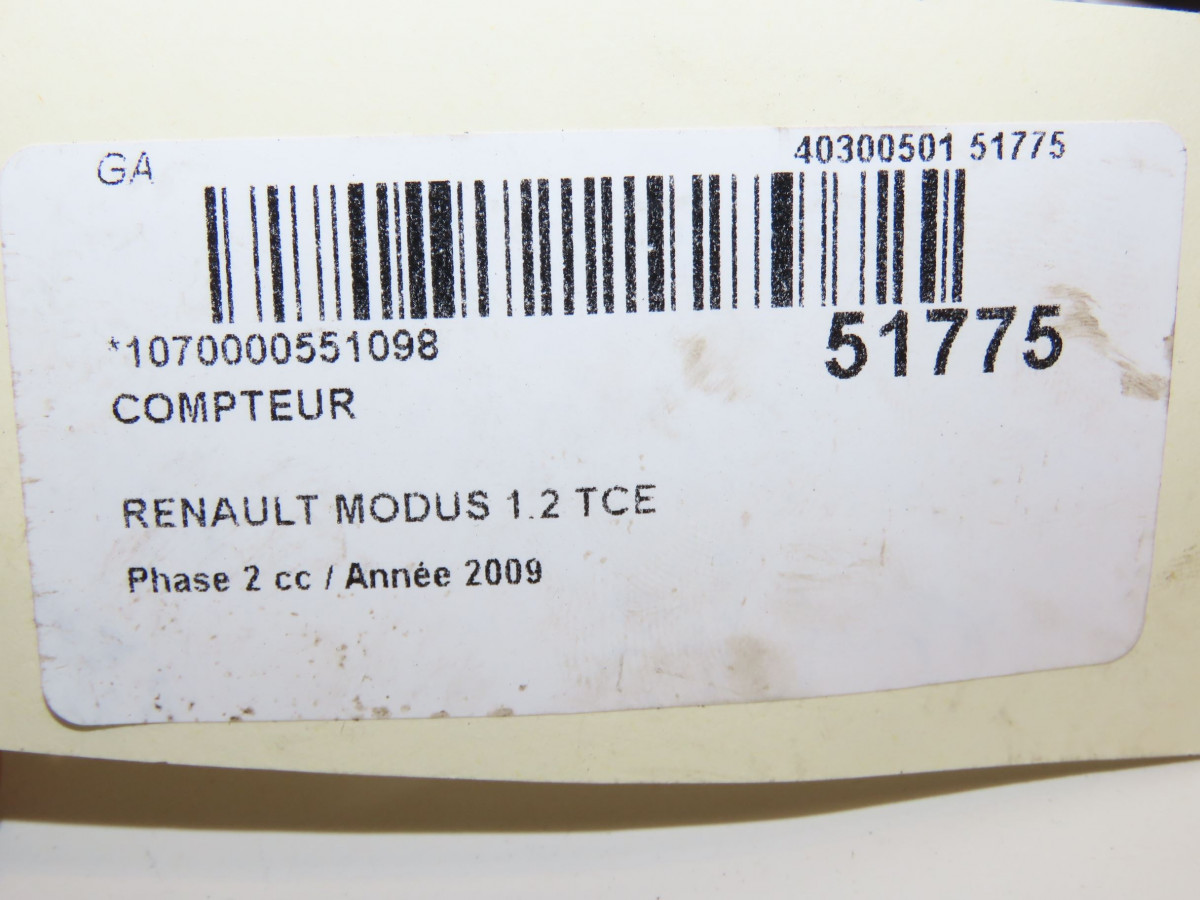 GA
40300501 51775
*1070000551098
51775
COMPTEUR
RENAULT MODUS 1.2 TCE
Phase 2 cc / Année 2009